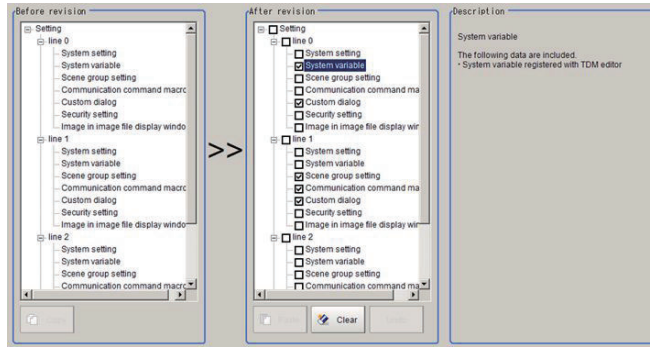 Before revision
Setting
line 0
System setting
System variable
Scene group setting
Communication command macro
Custom dialog
Security setting
Image in image file display windo
line 1
System setting
System variable
Scene group setting
Communication command macro
Custom dialog
Security setting
Image in image file display windo
line 2
System setting
System variable
Scene group setting
Communication command macro
>>
After revision
Setting
line 0
System setting
System variable
Scene group setting
Communication command ma
Custom dialog
Security setting
Image in image file display win
line 1
System setting
System variable
Scene group setting
Communication command ma
Custom dialog
Security setting
Image in image file display win
line 2
System setting
System variable
Scene group setting
Communication command ma
Clear
Description
System variable
The following data are included.
・System variable registered with TDM editor